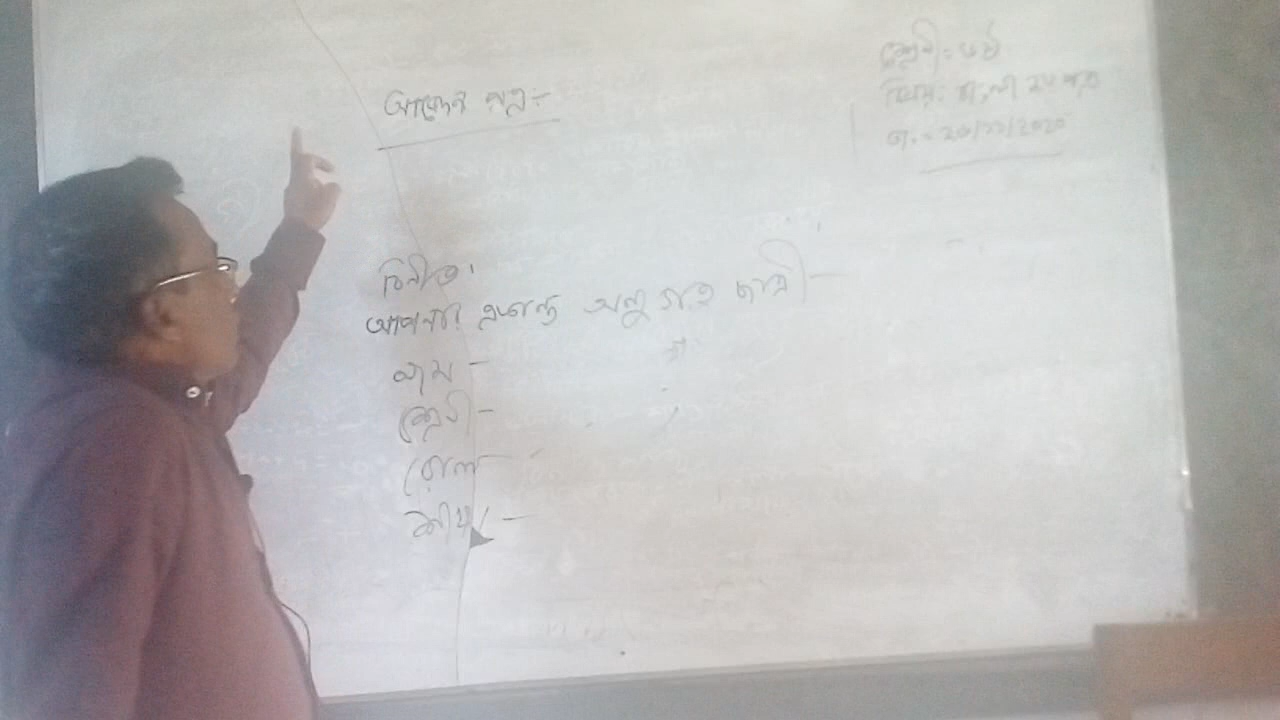 শ্রেণী: ৬ষ্ঠ
বিষয়: বাংলা ২য় পত্র
আবেদন পত্র:-
বিনীত
আপনার একান্ত অনুগত ছাত্রী-
নাম -
শ্রেণী-
রোল-